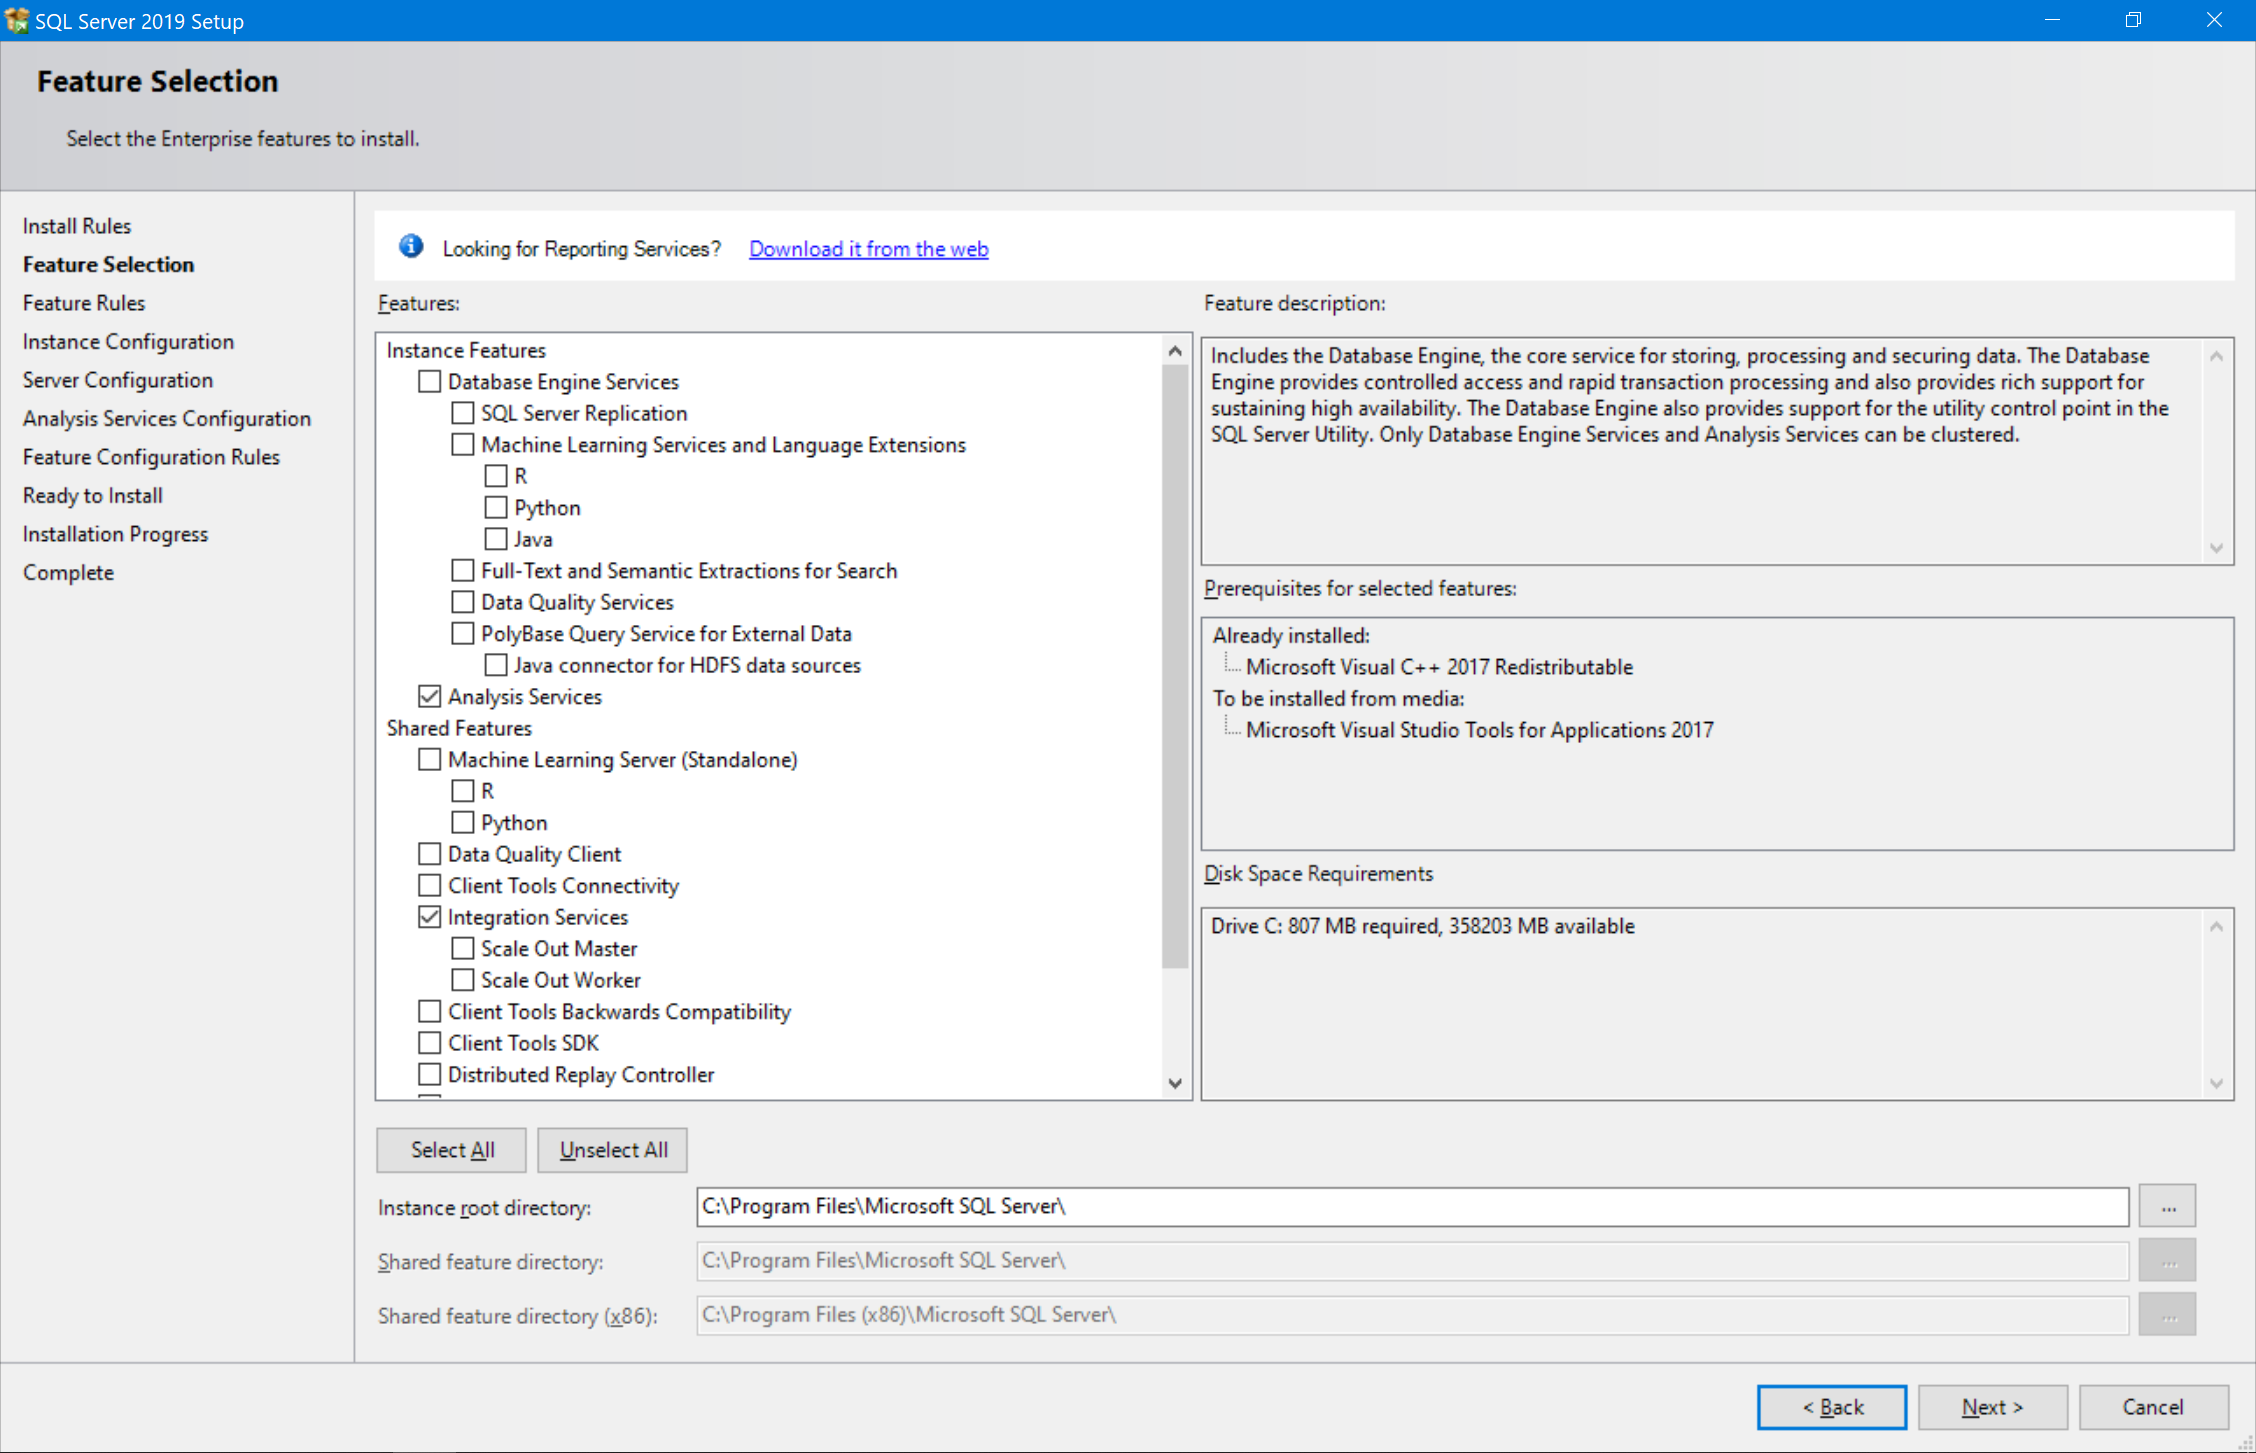 SQL Server 2019 Setup
Feature Selection
Select the Enterprise features to install.
Install Rules
Feature Selection
Feature Rules
Instance Configuration
Server Configuration
Analysis Services Configuration
Feature Configuration Rules
Ready to Install
Installation Progress
Complete
Looking for Reporting Services? Download it from the web
Features:
Instance Features
Database Engine Services
SQL Server Replication
Machine Learning Services and Language Extensions
R
Python
Java
Full-Text and Semantic Extractions for Search
Data Quality Services
PolyBase Query Service for External Data
Java connector for HDFS data sources
Analysis Services
Shared Features
Machine Learning Server (Standalone)
R
Python
Data Quality Client
Client Tools Connectivity
Integration Services
Scale Out Master
Scale Out Worker
Client Tools Backwards Compatibility
Client Tools SDK
Distributed Replay Controller
Feature description:
Includes the Database Engine, the core service for storing, processing and securing data. The Database
Engine provides controlled access and rapid transaction processing and also provides rich support for
sustaining high availability. The Database Engine also provides support for the utility control point in the
SQL Server Utility. Only Database Engine Services and Analysis Services can be clustered.
Prerequisites for selected features:
Already installed:
Microsoft Visual C++ 2017 Redistributable
To be installed from media:
Microsoft Visual Studio Tools for Applications 2017
Disk Space Requirements
Drive C: 807 MB required, 358203 MB available
Select All
Unselect All
Instance root directory: C:\Program Files\Microsoft SQL Server\ ...
Shared feature directory: C:\Program Files\Microsoft SQL Server\ ...
Shared feature directory (x86): C:\Program Files (x86)\Microsoft SQL Server\ ...
< Back
Next >
Cancel